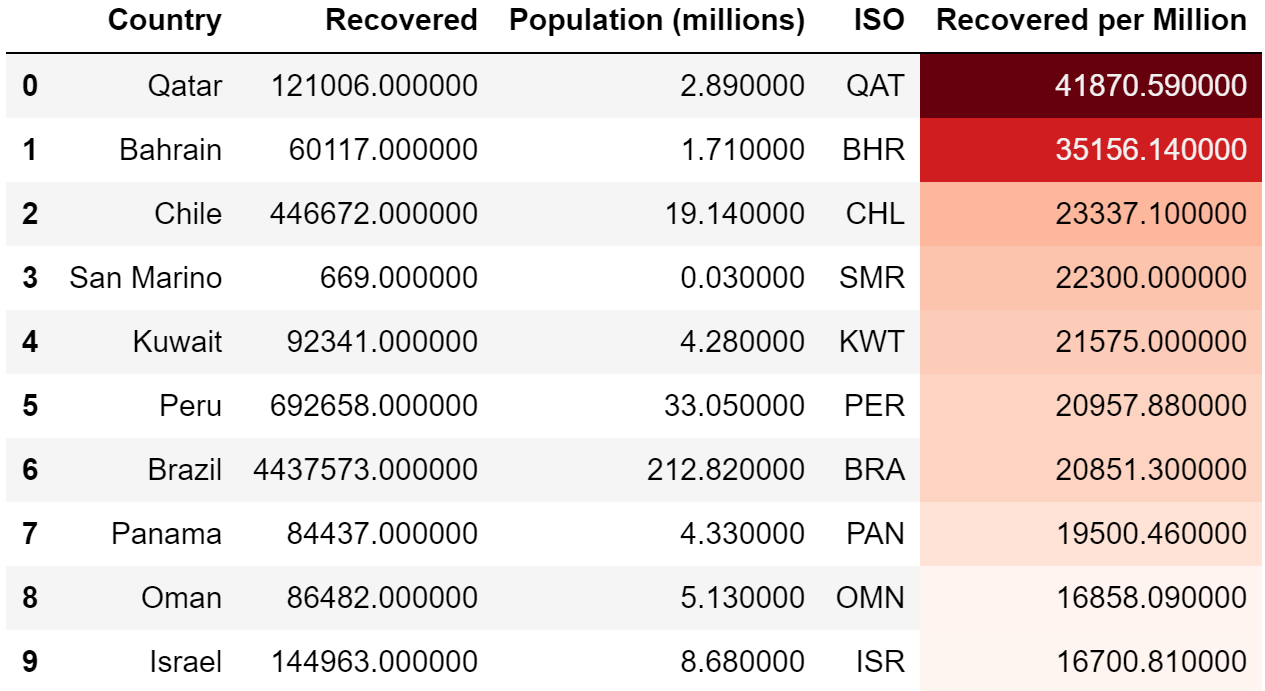 Country Recovered Population (millions) ISO Recovered per Million
0 Qatar 121006.000000 2.890000 QAT 41870.590000
1 Bahrain 60117.000000 1.710000 BHR 35156.140000
2 Chile 446672.000000 19.140000 CHL 23337.100000
3 San Marino 669.000000 0.030000 SMR 22300.000000
4 Kuwait 92341.000000 4.280000 KWT 21575.000000
5 Peru 692658.000000 33.050000 PER 20957.880000
6 Brazil 4437573.000000 212.820000 BRA 20851.300000
7 Panama 84437.000000 4.330000 PAN 19500.460000
8 Oman 86482.000000 5.130000 OMN 16858.090000
9 Israel 144963.000000 8.680000 ISR 16700.810000